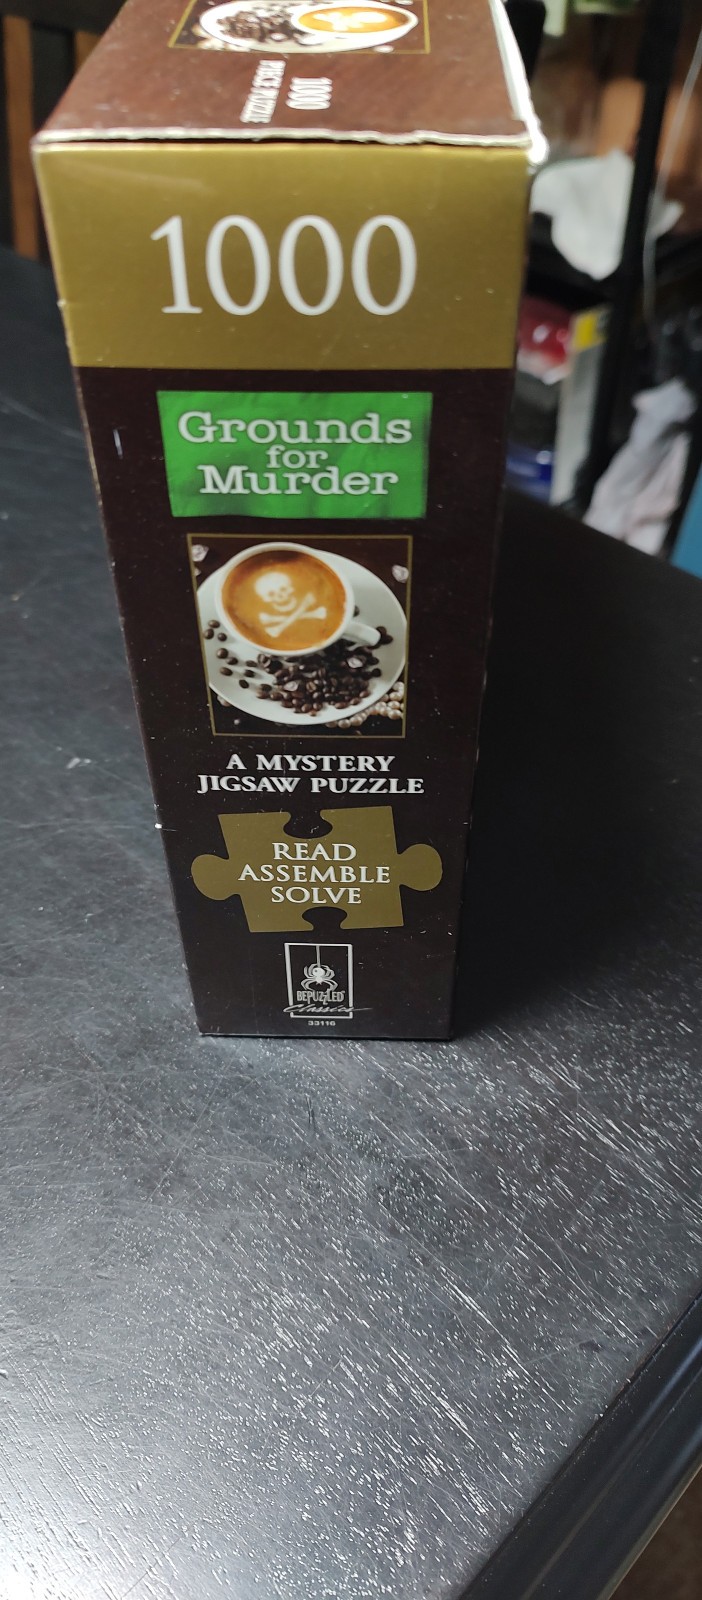 1000
PIECE PUZZLE
1000
Grounds
for
Murder
A MYSTERY
JIGSAW PUZZLE
READ
ASSEMBLE
SOLVE
BEPUZZLED
Classics
33116